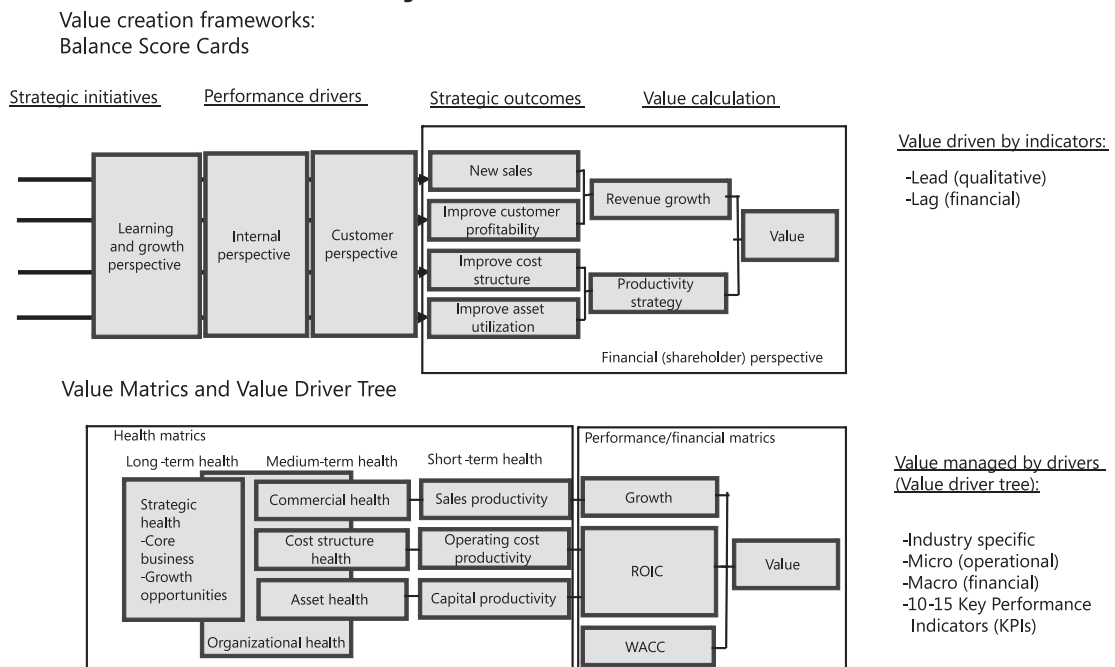 Value creation frameworks:
Balance Score Cards
Strategic initiatives
Performance drivers
Strategic outcomes
Value calculation
Learning
and growth
perspective
Internal
perspective
Customer
perspective
New sales
Improve customer
profitability
Improve cost
structure
Improve asset
utilization
Revenue growth
Productivity
strategy
Value
Financial (shareholder) perspective
Value driven by indicators:
-Lead (qualitative)
-Lag (financial)
Value Matrics and Value Driver Tree
Health matrics
Long-term health
Medium-term health
Short-term health
Strategic
health
-Core
business
-Growth
opportunities
Commercial health
Cost structure
health
Asset health
Organizational health
Sales productivity
Operating cost
productivity
Capital productivity
Performance/financial matrics
Growth
ROIC
WACC
Value
Value managed by drivers
(Value driver tree):
-Industry specific
-Micro (operational)
-Macro (financial)
-10-15 Key Performance
Indicators (KPIs)